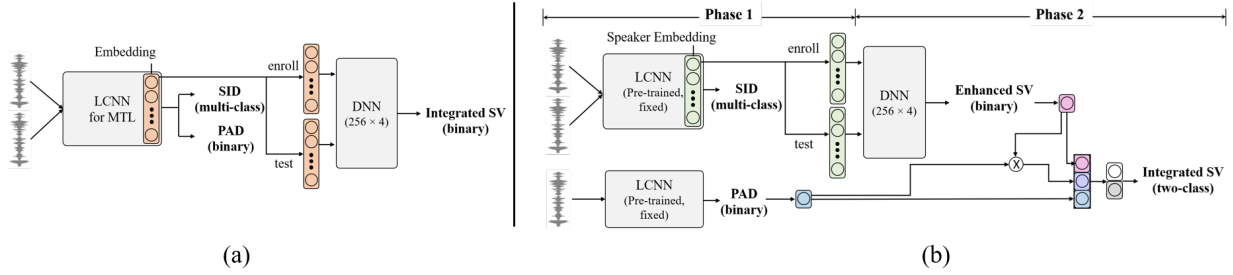 Embedding
LCNN
for MTL
SID
(multi-class)
PAD
(binary)
enroll
test
DNN
(256 × 4)
Integrated SV
(binary)
(a)
Phase 1
Phase 2
Speaker Embedding
LCNN
(Pre-trained,
fixed)
SID
(multi-class)
enroll
test
DNN
(256 × 4)
Enhanced SV
(binary)
X
LCNN
(Pre-trained,
fixed)
PAD
(binary)
Integrated SV
(two-class)
(b)